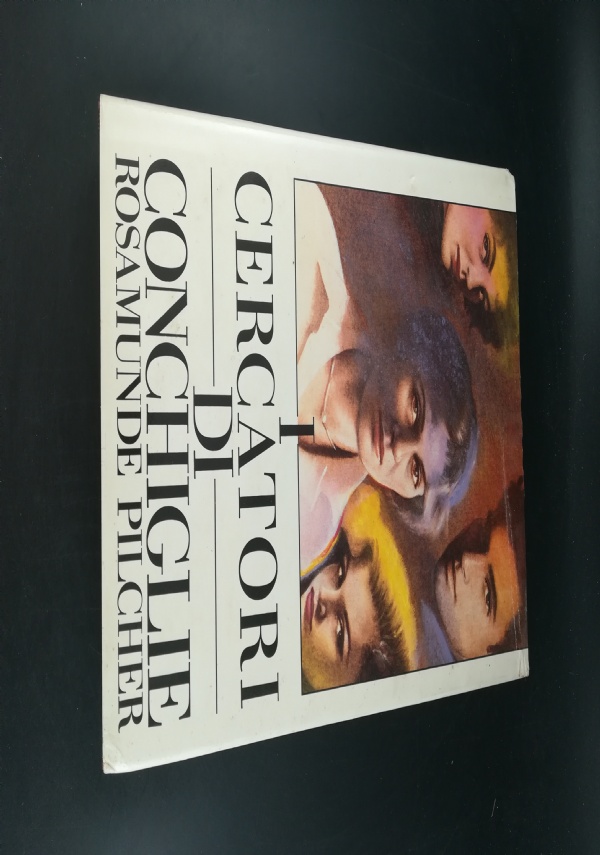 I
CERCATORI
DI
CONCHIGLIE
ROSAMUNDE PILCHER